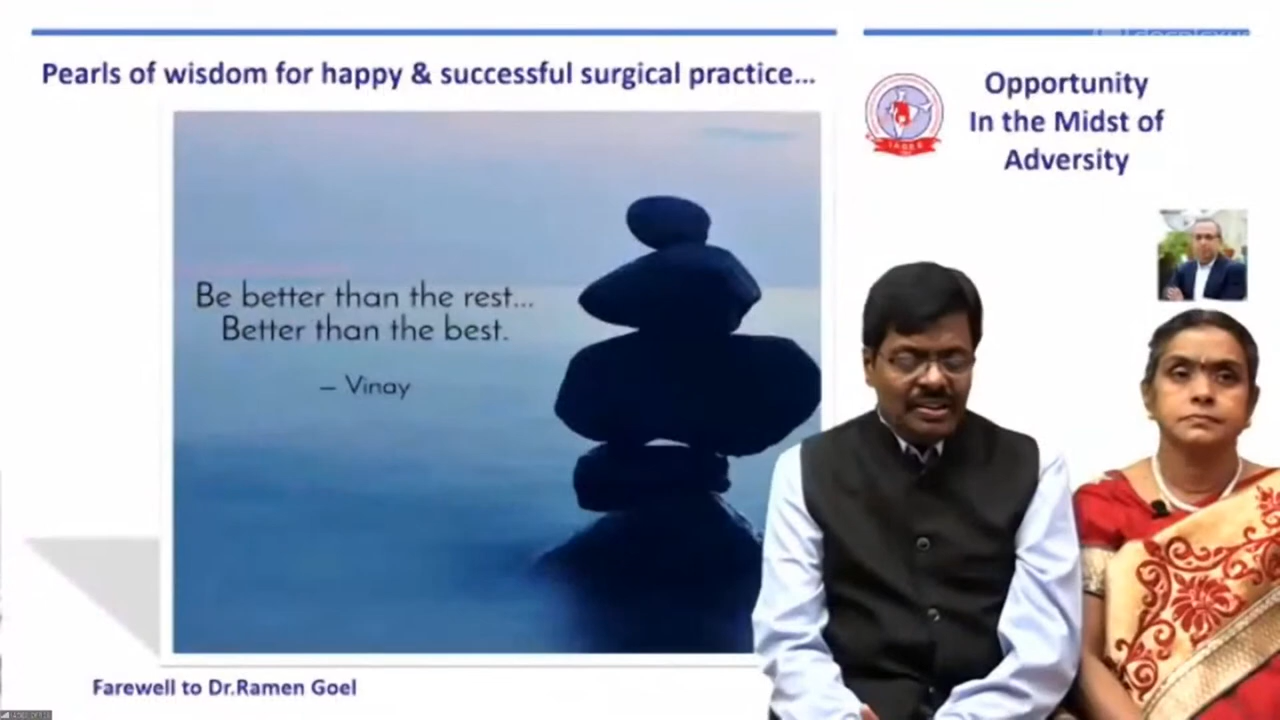 Pearls of wisdom for happy & successful surgical practice...
Opportunity
In the Midst of
Adversity
Be better than the rest...
Better than the best.
– Vinay
Farewell to Dr.Ramen Goel